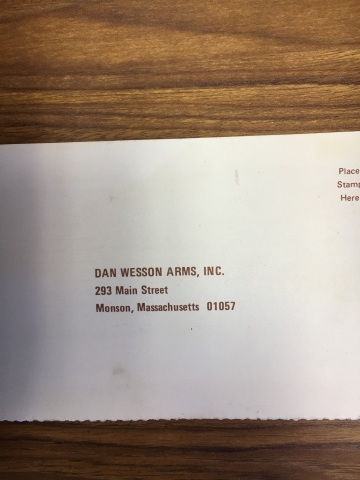 Place
Stamp
Here
DAN WESSON ARMS, INC.
293 Main Street
Monson, Massachusetts 01057